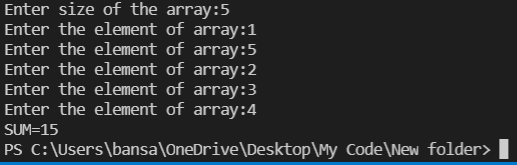 Enter size of the array:5
Enter the element of array:1
Enter the element of array:5
Enter the element of array:2
Enter the element of array:3
Enter the element of array:4
SUM=15
PS C:\Users\bansa\OneDrive\Desktop\My Code\New folder>